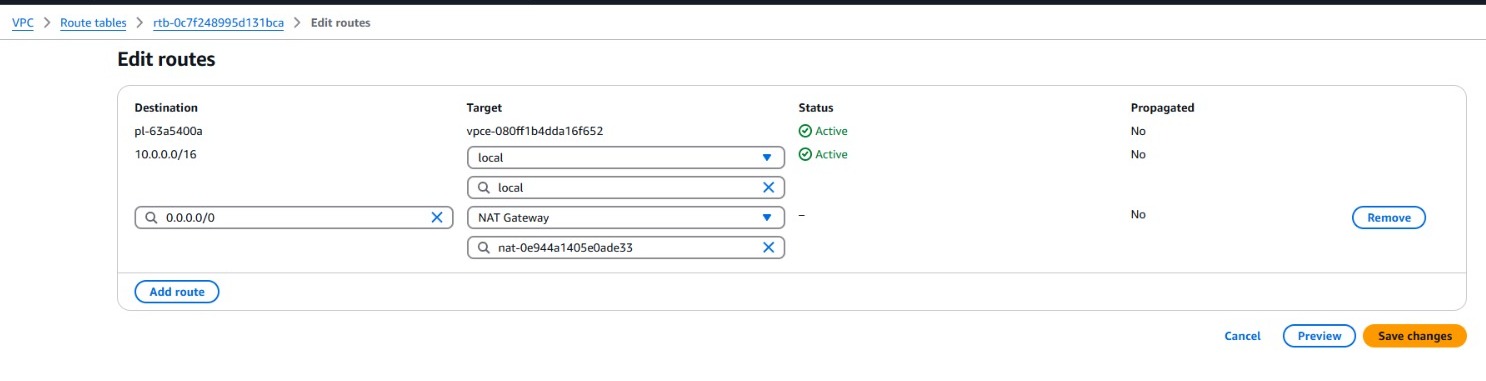 VPC > Route tables > rtb-0c7f248995d131bca > Edit routes
Edit routes
Destination Target Status Propagated
pl-63a5400a vpce-080ff1b4dda16f652 Active No
10.0.0.0/16 local Active No
local
0.0.0.0/0 NAT Gateway – No Remove
nat-0e944a1405e0ade33
Add route
Cancel Preview Save changes